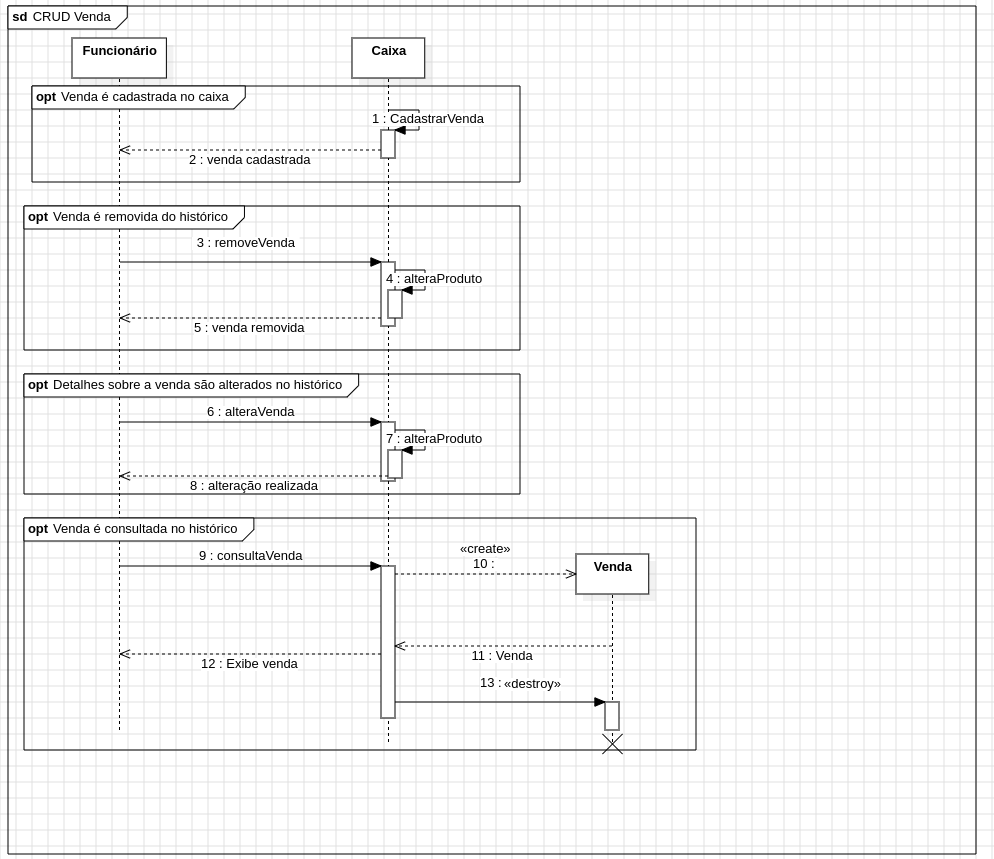 sd CRUD Venda
Funcionário
Caixa
opt Venda é cadastrada no caixa
1 : CadastrarVenda
2 : venda cadastrada
opt Venda é removida do histórico
3 : removeVenda
4 : alteraProduto
5 : venda removida
opt Detalhes sobre a venda são alterados no histórico
6 : alteraVenda
7 : alteraProduto
8 : alteração realizada
opt Venda é consultada no histórico
9 : consultaVenda
«create»
10 :
Venda
11 : Venda
12 : Exibe venda
13 : «destroy»